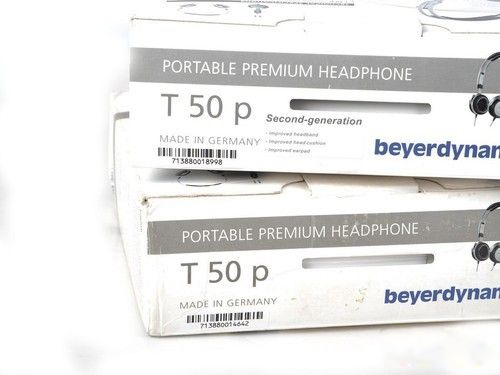 PORTABLE PREMIUM HEADPHONE
T 50 p
Second-generation
- Improved headband
- Improved head cushion
- Improved earpad
MADE IN GERMANY
713880018998
beyerdynam
PORTABLE PREMIUM HEADPHONE
T 50 p
MADE IN GERMANY
713880014642
beyerdynam